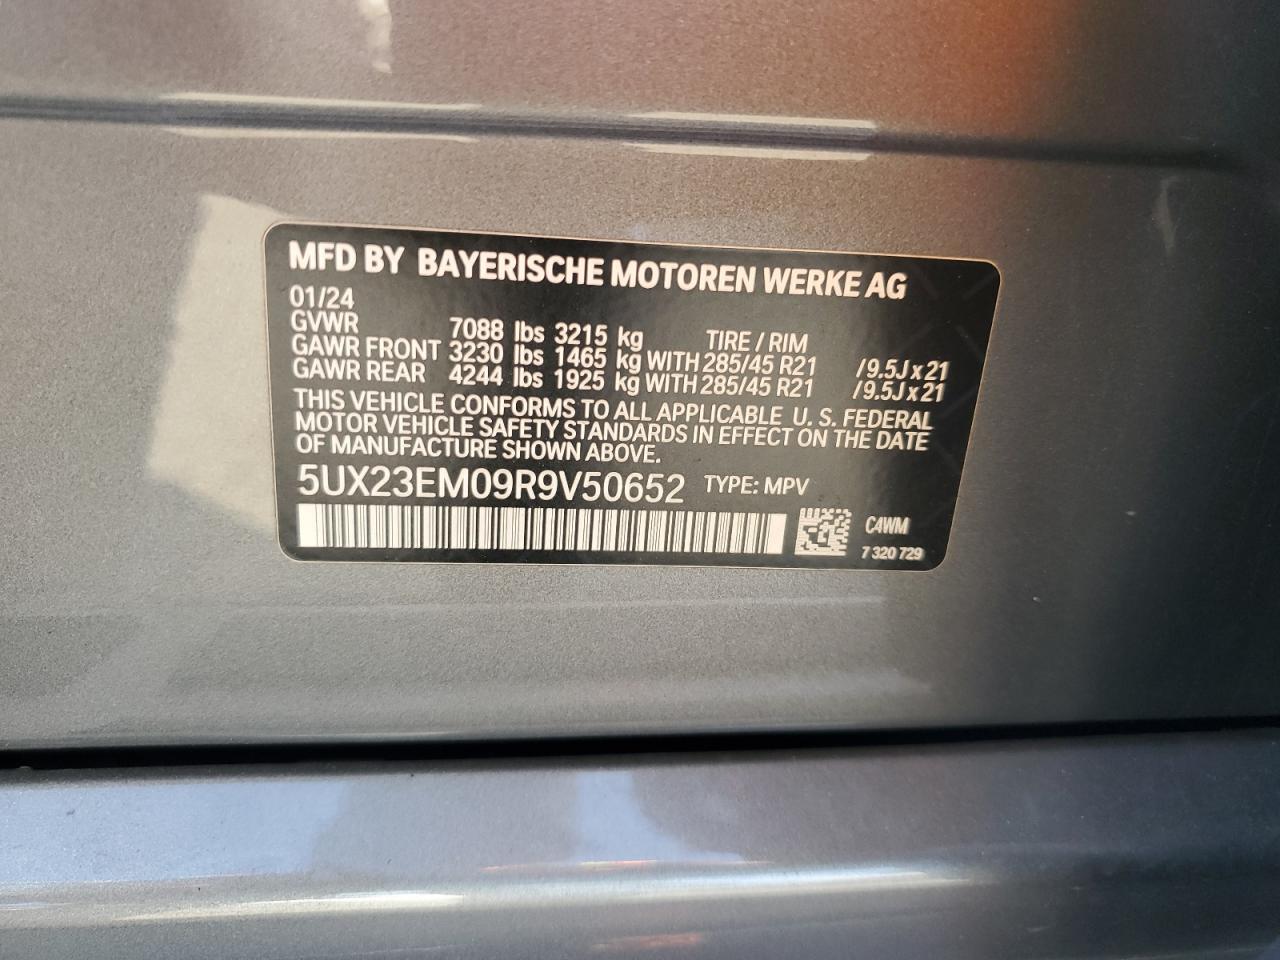 MFD BY BAYERISCHE MOTOREN WERKE AG
01/24
GVWR 7088 lbs 3215 kg TIRE / RIM
GAWR FRONT 3230 lbs 1465 kg WITH 285/45 R21 /9.5J x 21
GAWR REAR 4244 lbs 1925 kg WITH 285/45 R21 /9.5J x 21
THIS VEHICLE CONFORMS TO ALL APPLICABLE U. S. FEDERAL
MOTOR VEHICLE SAFETY STANDARDS IN EFFECT ON THE DATE
OF MANUFACTURE SHOWN ABOVE.
5UX23EM09R9V50652 TYPE: MPV
C4WM
7 320 729